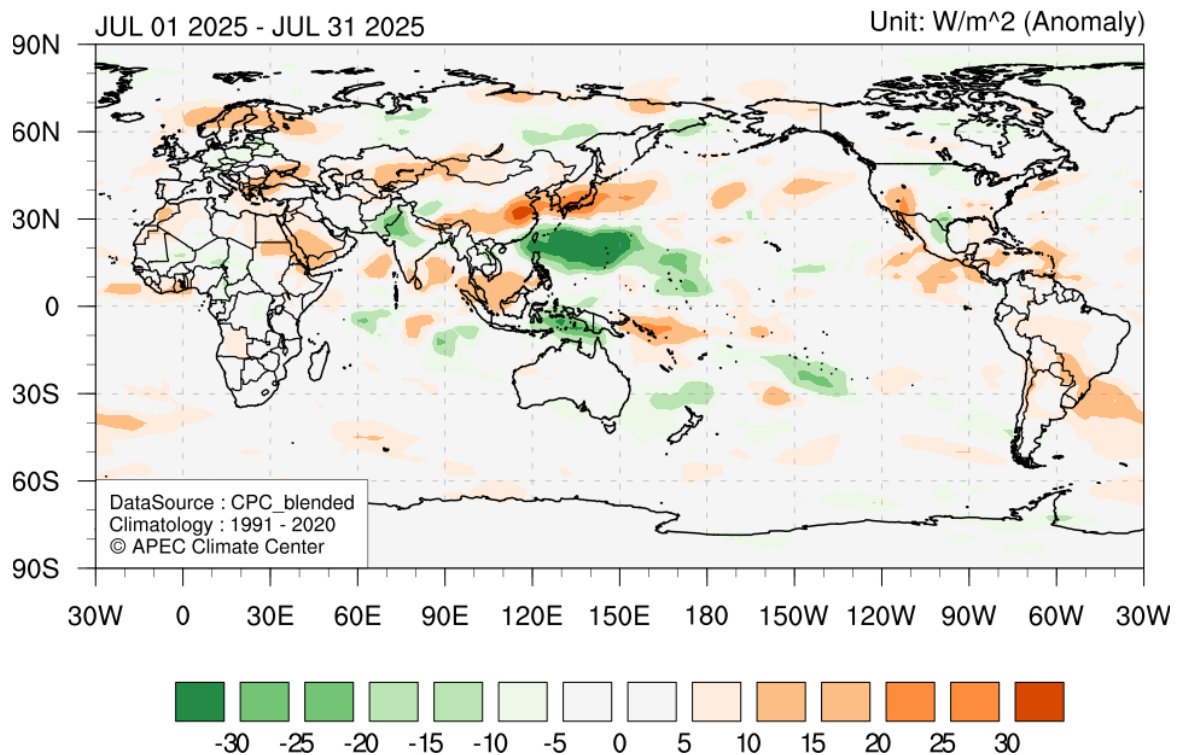 JUL 01 2025 - JUL 31 2025
Unit: W/m^2 (Anomaly)
90N
60N
30N
0
30S
60S
90S
DataSource : CPC_blended
Climatology : 1991 - 2020
© APEC Climate Center
30W 0 30E 60E 90E 120E 150E 180 150W 120W 90W 60W 30W
-30 -25 -20 -15 -10 -5 0 5 10 15 20 25 30